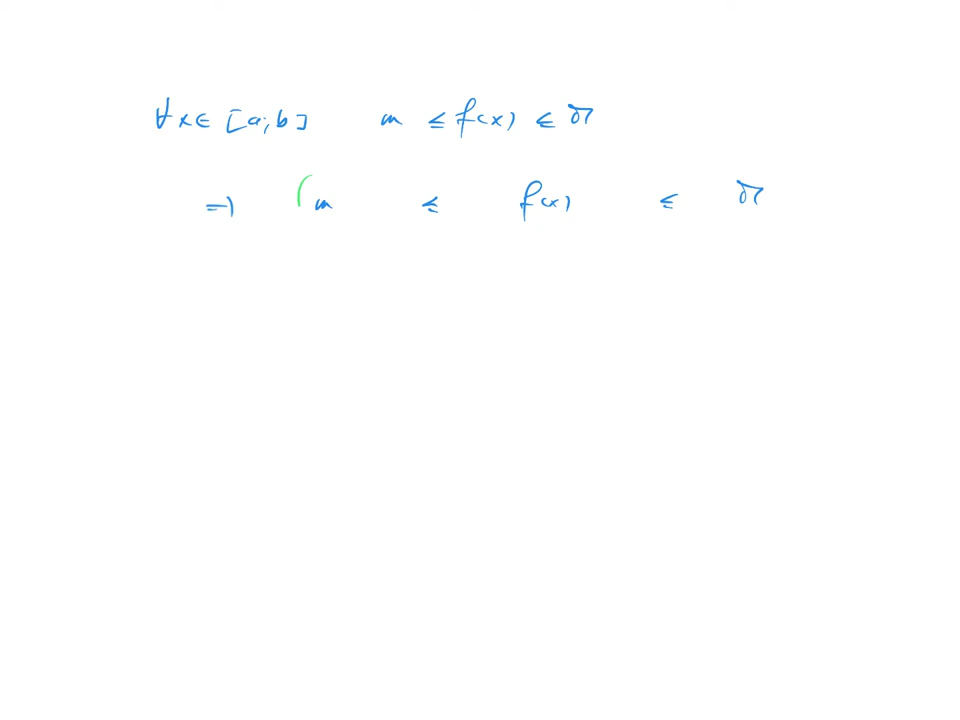 ∀x∈ [a;b] m ≤ f(x) ≤ M
⇒ (m ≤ f(x) ≤ M